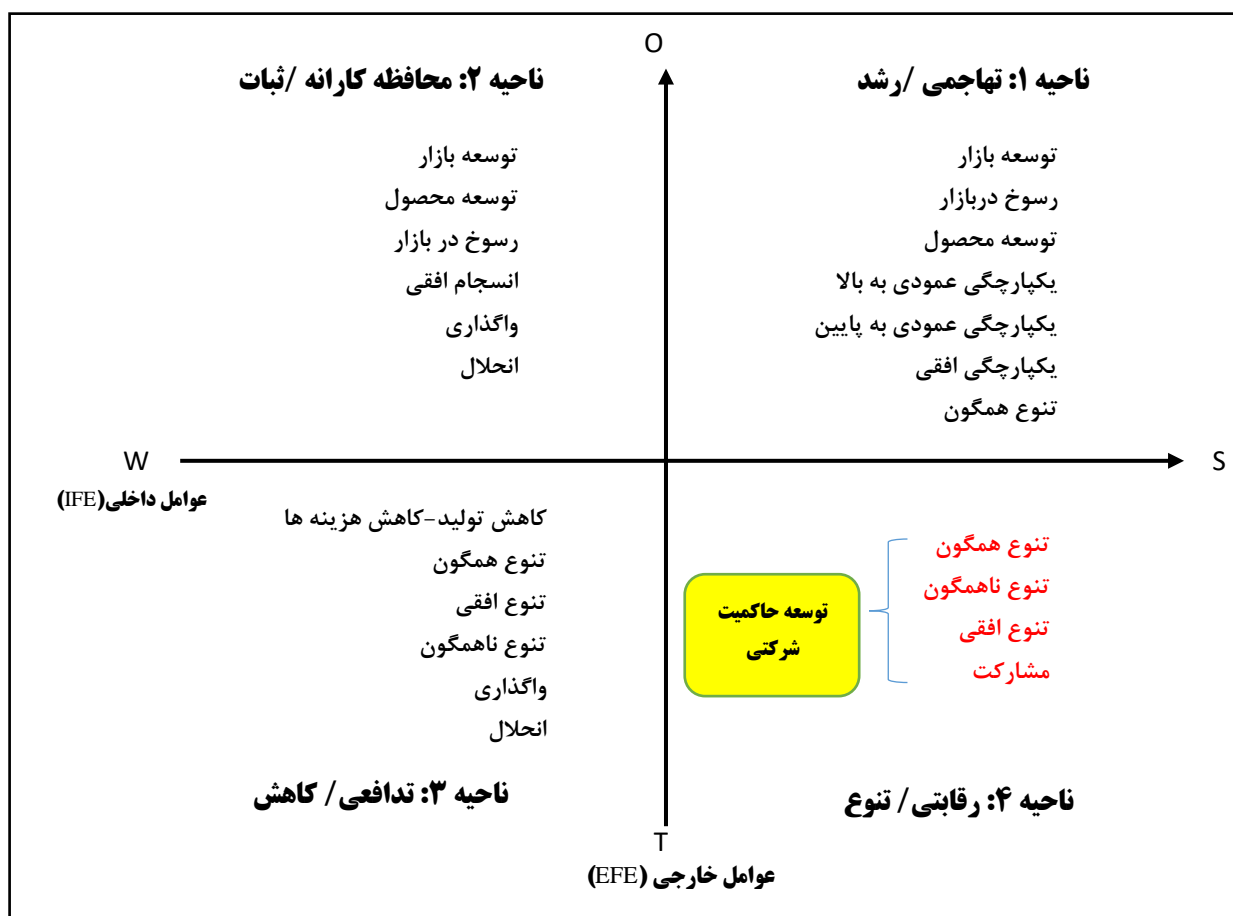 O
ناحیه ۱: تهاجمی /رشد
توسعه بازار
رسوخ دربازار
توسعه محصول
یکپارچگی عمودی به بالا
یکپارچگی عمودی به پایین
یکپارچگی افقی
تنوع همگون
ناحیه ۲: محافظه کارانه /ثبات
توسعه بازار
توسعه محصول
رسوخ در بازار
انسجام افقی
واگذاری
انحلال
S
W
عوامل داخلی(IFE)
کاهش تولید-کاهش هزینه ها
تنوع همگون
تنوع افقی
تنوع ناهمگون
واگذاری
انحلال
ناحیه ۳: تدافعی/ کاهش
تنوع همگون
تنوع ناهمگون
تنوع افقی
مشارکت
توسعه حاکمیت
شرکتی
ناحیه ۴: رقابتی/ تنوع
T
عوامل خارجی (EFE)